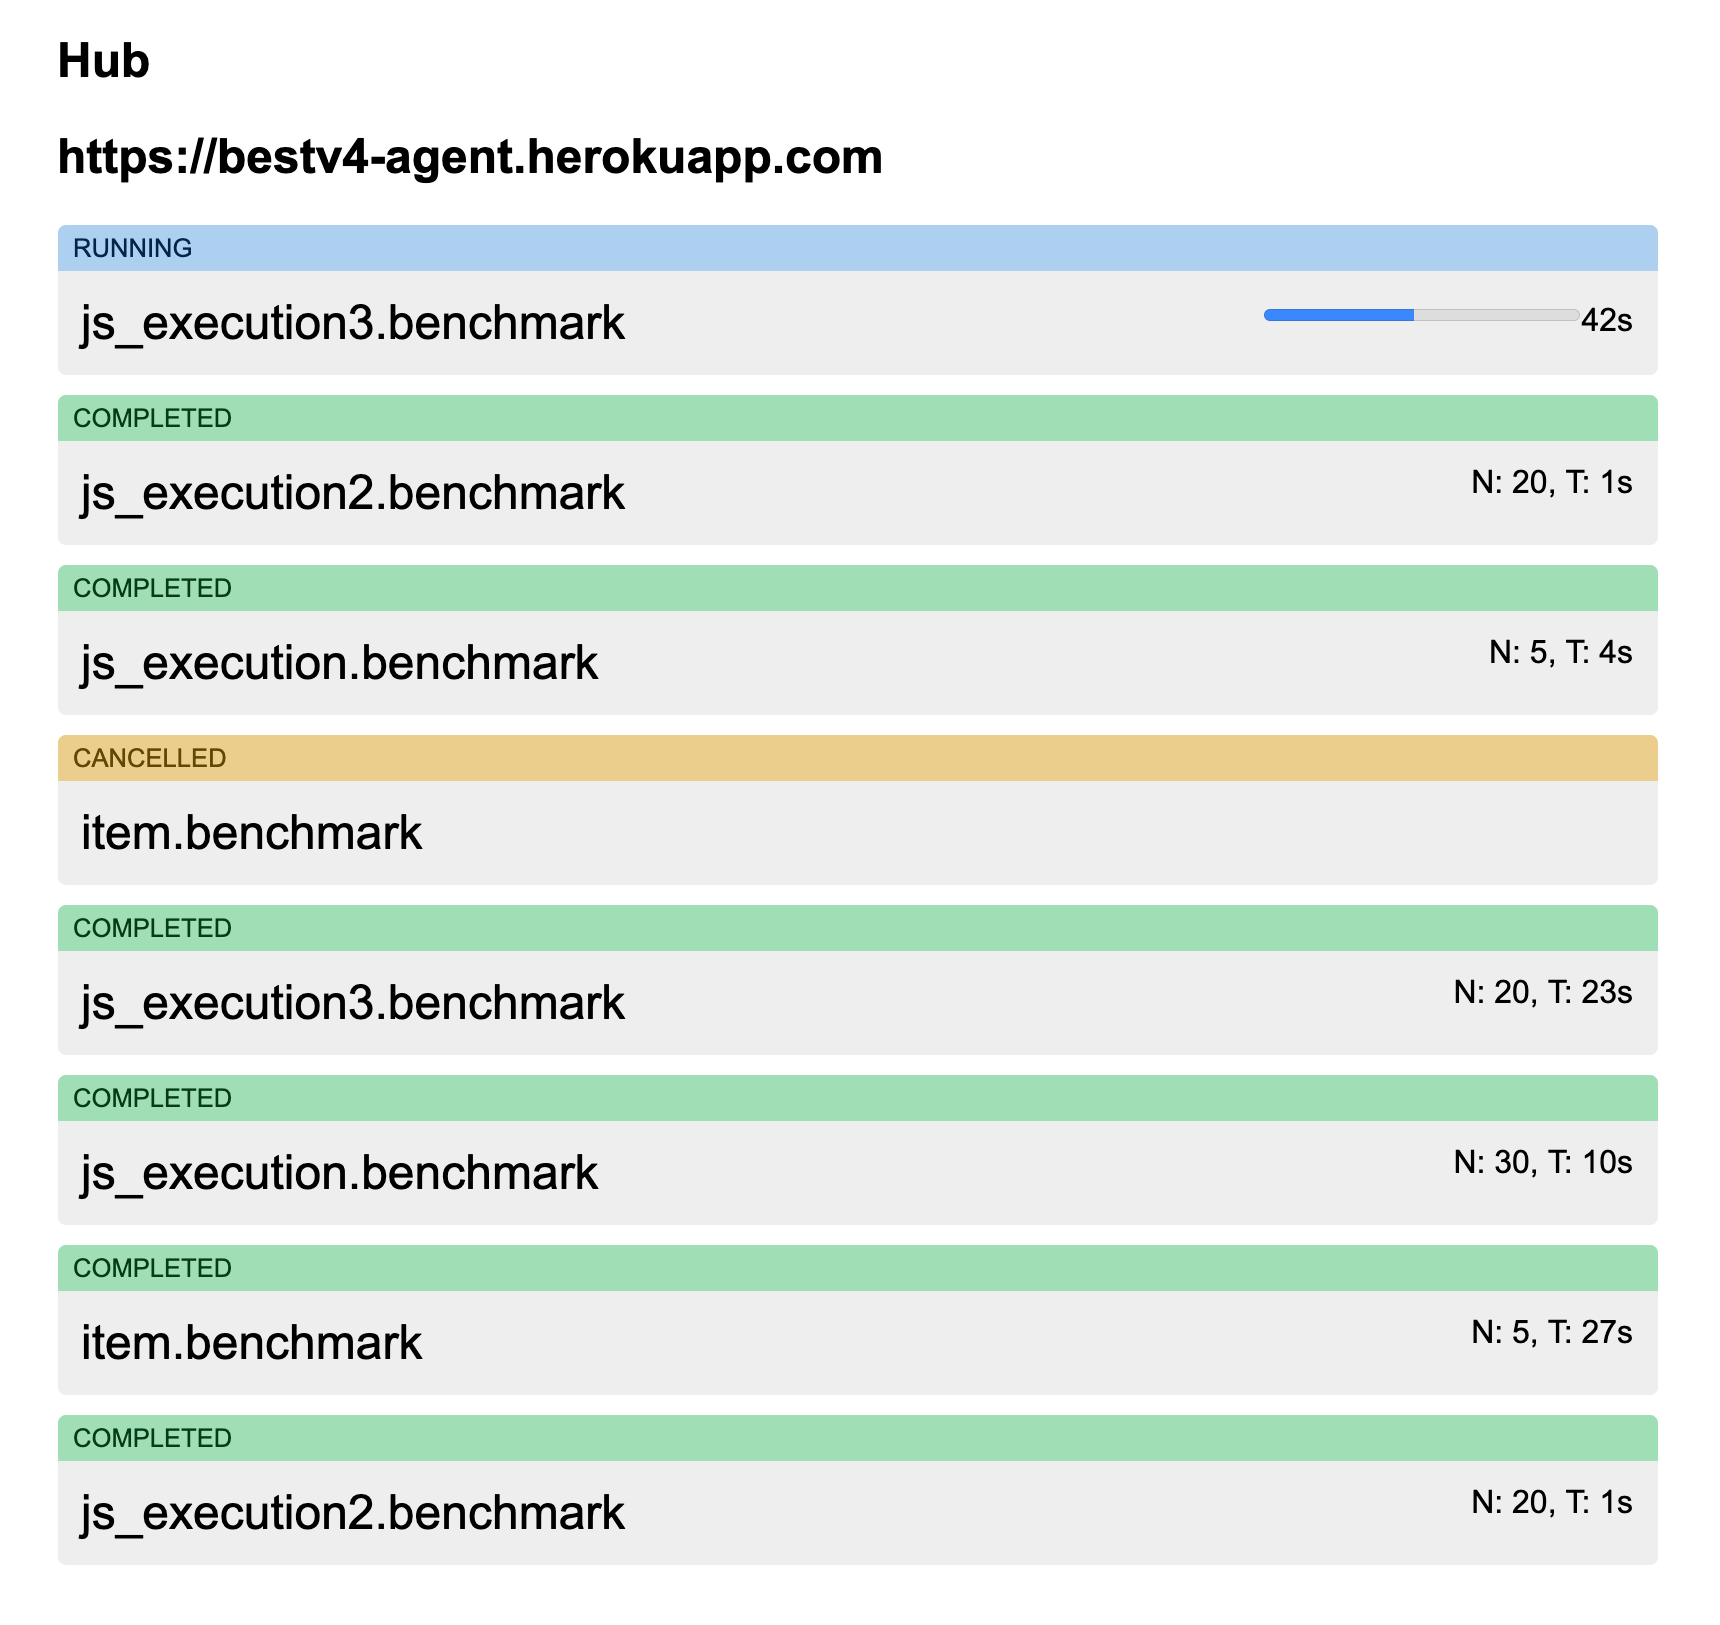 Hub
https://bestv4-agent.herokuapp.com
RUNNING
js_execution3.benchmark 42s
COMPLETED
js_execution2.benchmark N: 20, T: 1s
COMPLETED
js_execution.benchmark N: 5, T: 4s
CANCELLED
item.benchmark
COMPLETED
js_execution3.benchmark N: 20, T: 23s
COMPLETED
js_execution.benchmark N: 30, T: 10s
COMPLETED
item.benchmark N: 5, T: 27s
COMPLETED
js_execution2.benchmark N: 20, T: 1s